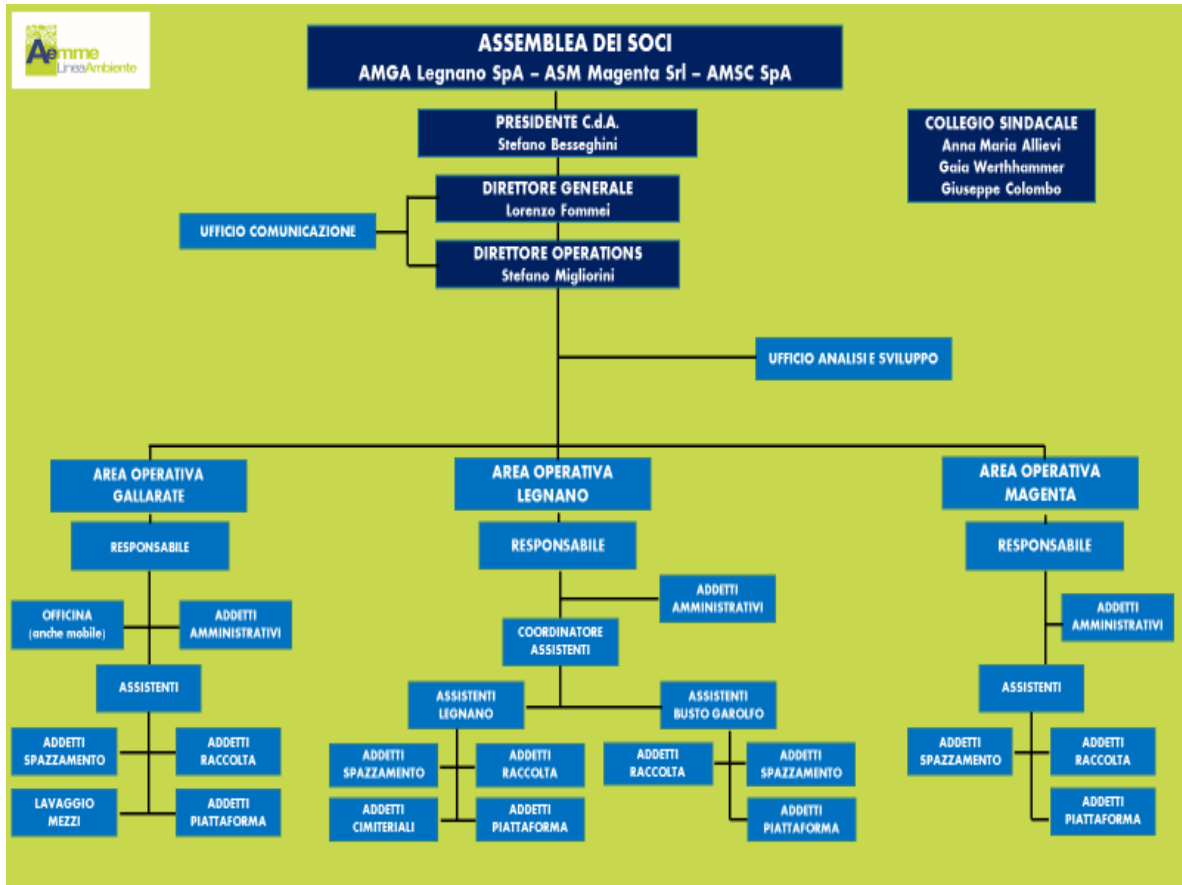 Aemme
LineaAmbiente
ASSEMBLEA DEI SOCI
AMGA Legnano SpA – ASM Magenta Srl – AMSC SpA
PRESIDENTE C.d.A.
Stefano Besseghini
COLLEGIO SINDACALE
Anna Maria Allievi
Gaia Werthhammer
Giuseppe Colombo
DIRETTORE GENERALE
Lorenzo Fommei
UFFICIO COMUNICAZIONE
DIRETTORE OPERATIONS
Stefano Migliorini
UFFICIO ANALISI E SVILUPPO
AREA OPERATIVA
GALLARATE
RESPONSABILE
OFFICINA
(anche mobile)
ADDETTI
AMMINISTRATIVI
ASSISTENTI
ADDETTI
SPAZZAMENTO
ADDETTI
RACCOLTA
LAVAGGIO
MEZZI
ADDETTI
PIATTAFORMA
AREA OPERATIVA
LEGNANO
RESPONSABILE
ADDETTI
AMMINISTRATIVI
COORDINATORE
ASSISTENTI
ASSISTENTI
LEGNANO
ADDETTI
SPAZZAMENTO
ADDETTI
RACCOLTA
ADDETTI
CIMITERIALI
ADDETTI
PIATTAFORMA
ASSISTENTI
BUSTO GAROLFO
ADDETTI
RACCOLTA
ADDETTI
SPAZZAMENTO
ADDETTI
PIATTAFORMA
AREA OPERATIVA
MAGENTA
RESPONSABILE
ADDETTI
AMMINISTRATIVI
ASSISTENTI
ADDETTI
SPAZZAMENTO
ADDETTI
RACCOLTA
ADDETTI
PIATTAFORMA